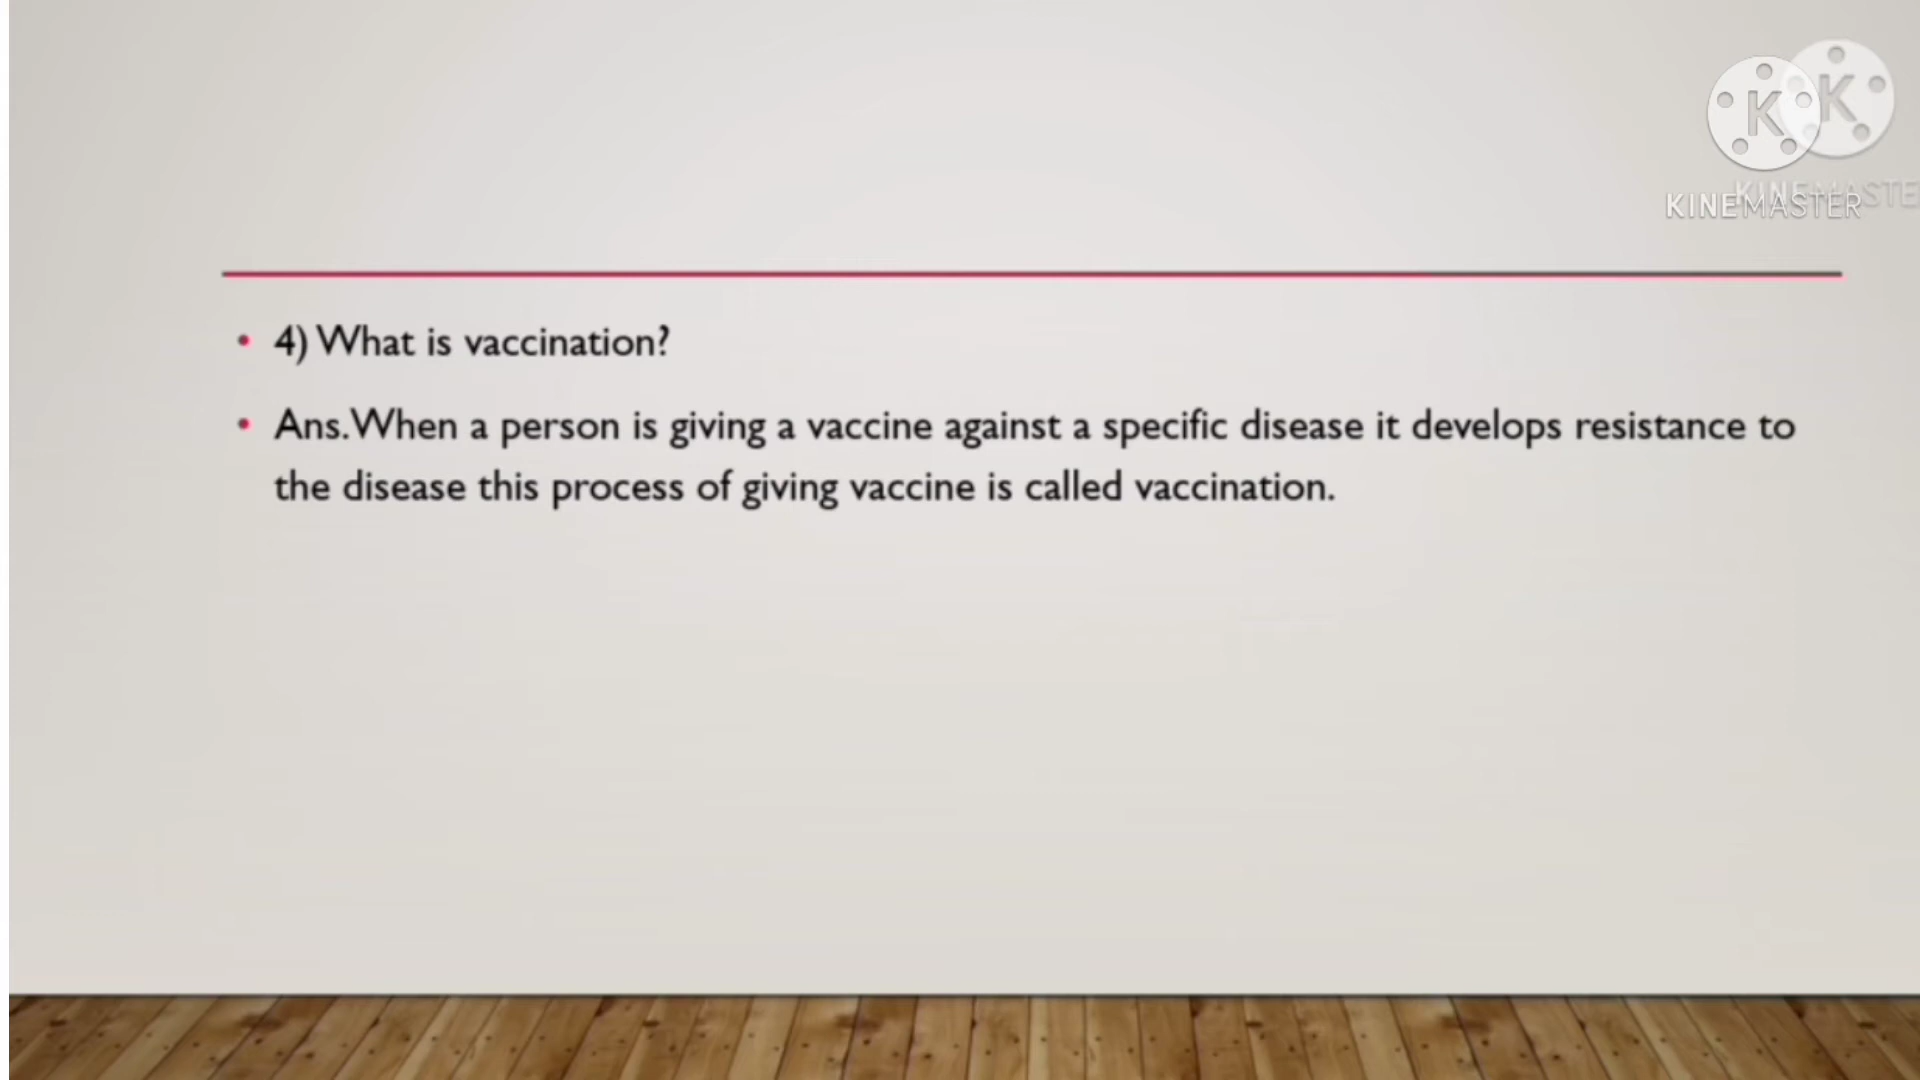 K K
KINEMASTER KINEMASTE
• 4) What is vaccination?
• Ans.When a person is giving a vaccine against a specific disease it develops resistance to
the disease this process of giving vaccine is called vaccination.